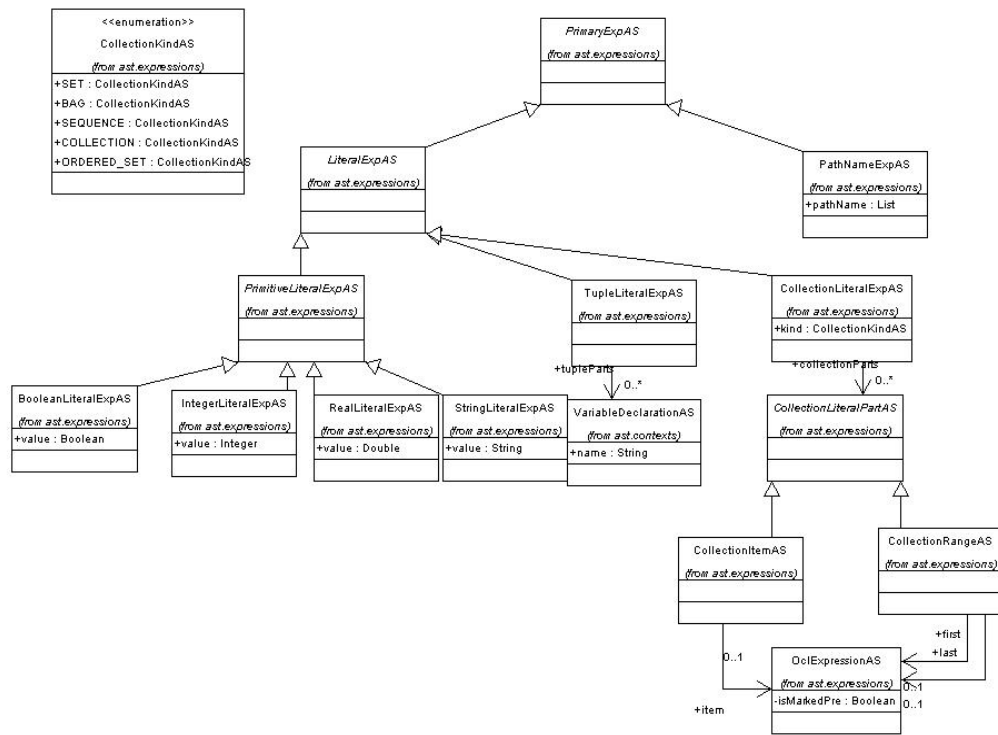 <<enumeration>>
CollectionKindAS
(from ast.expressions)
+SET : CollectionKindAS
+BAG : CollectionKindAS
+SEQUENCE : CollectionKindAS
+COLLECTION : CollectionKindAS
+ORDERED_SET : CollectionKindAS
PrimaryExpAS
(from ast.expressions)
LiteralExpAS
(from ast.expressions)
PathNameExpAS
(from ast.expressions)
+pathName : List
PrimitiveLiteralExpAS
(from ast.expressions)
TupleLiteralExpAS
(from ast.expressions)
CollectionLiteralExpAS
(from ast.expressions)
+kind : CollectionKindAS
+tupleParts
0..*
+collectionParts
0..*
BooleanLiteralExpAS
(from ast.expressions)
+value : Boolean
IntegerLiteralExpAS
(from ast.expressions)
+value : Integer
RealLiteralExpAS
(from ast.expressions)
+value : Double
StringLiteralExpAS
(from ast.expressions)
+value : String
VariableDeclarationAS
(from ast.contexts)
+name : String
CollectionLiteralPartAS
(from ast.expressions)
CollectionItemAS
(from ast.expressions)
CollectionRangeAS
(from ast.expressions)
+first
+last
0..1
+item
OclExpressionAS
(from ast.expressions)
-isMarkedPre : Boolean
0..1
0..1